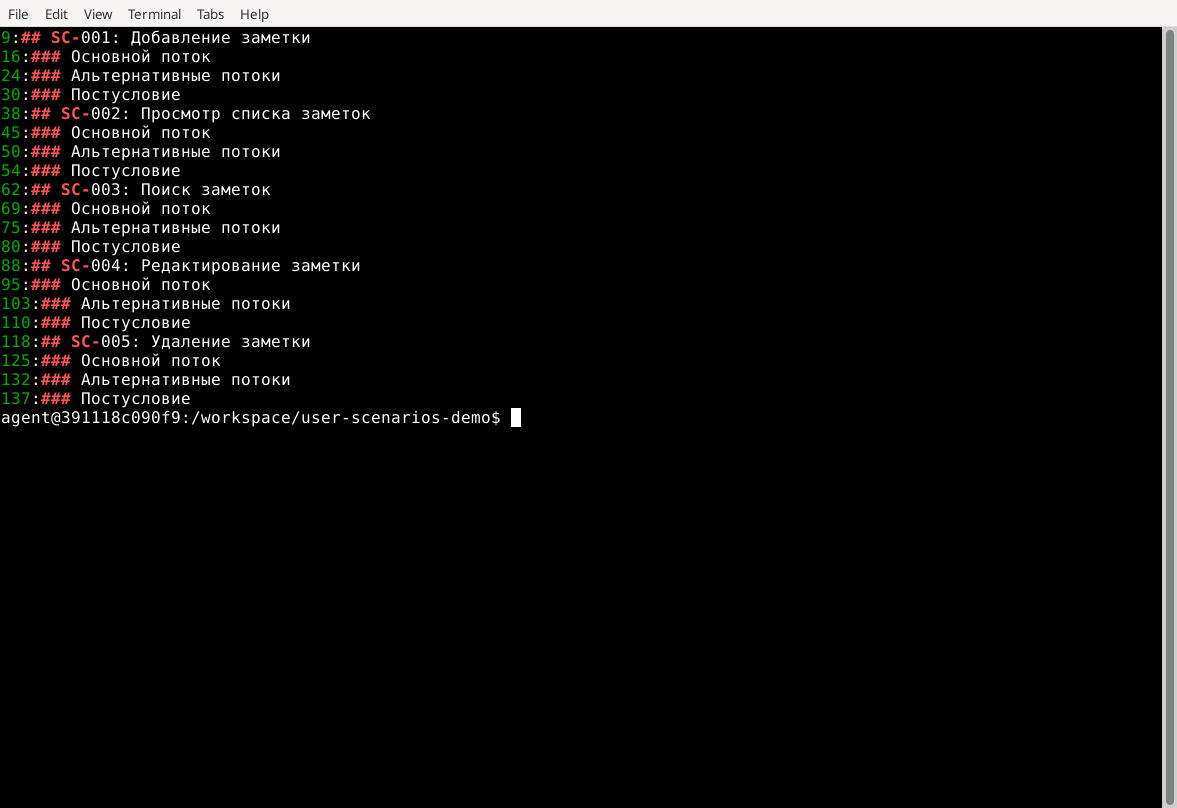 File Edit View Terminal Tabs Help
9:## SC-001: Добавление заметки
16:### Основной поток
24:### Альтернативные потоки
30:### Постусловие
38:## SC-002: Просмотр списка заметок
45:### Основной поток
50:### Альтернативные потоки
54:### Постусловие
62:## SC-003: Поиск заметок
69:### Основной поток
75:### Альтернативные потоки
80:### Постусловие
88:## SC-004: Редактирование заметки
95:### Основной поток
103:### Альтернативные потоки
110:### Постусловие
118:## SC-005: Удаление заметки
125:### Основной поток
132:### Альтернативные потоки
137:### Постусловие
agent@391118c090f9:/workspace/user-scenarios-demo$